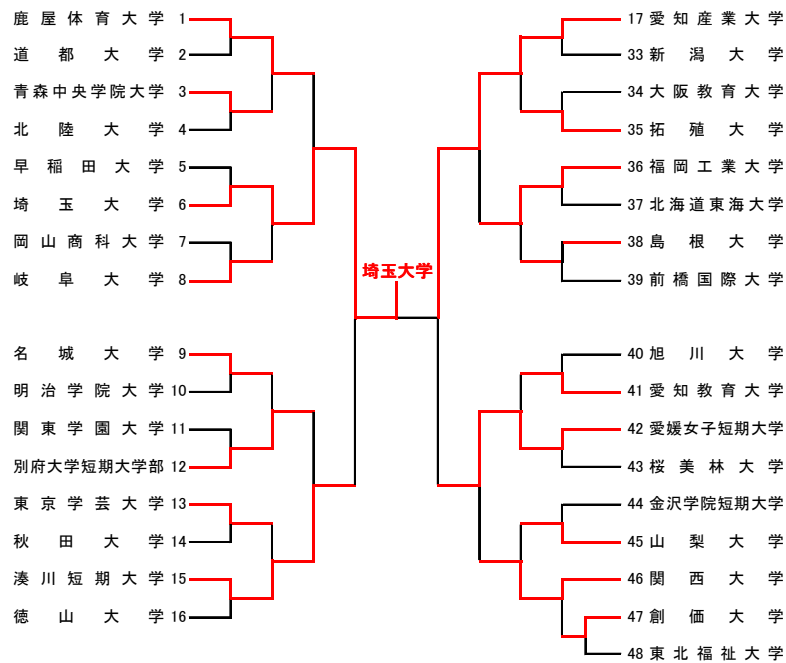 鹿屋体育大学 1
道都大学 2
青森中央学院大学 3
北陸大学 4
早稲田大学 5
埼玉大学 6
岡山商科大学 7
岐阜大学 8
名城大学 9
明治学院大学 10
関東学園大学 11
別府大学短期大学部 12
東京学芸大学 13
秋田大学 14
湊川短期大学 15
徳山大学 16
埼玉大学
17 愛知産業大学
33 新潟大学
34 大阪教育大学
35 拓殖大学
36 福岡工業大学
37 北海道東海大学
38 島根大学
39 前橋国際大学
40 旭川大学
41 愛知教育大学
42 愛媛女子短期大学
43 桜美林大学
44 金沢学院短期大学
45 山梨大学
46 関西大学
47 創価大学
48 東北福祉大学